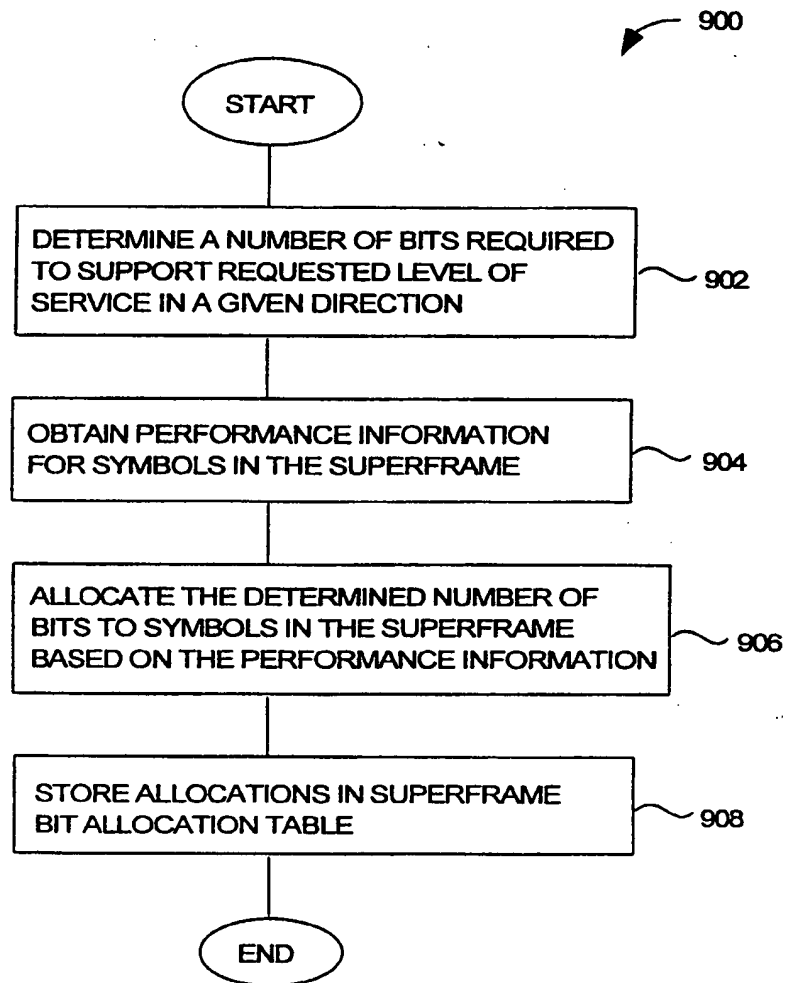 900
START
DETERMINE A NUMBER OF BITS REQUIRED
TO SUPPORT REQUESTED LEVEL OF
SERVICE IN A GIVEN DIRECTION
902
OBTAIN PERFORMANCE INFORMATION
FOR SYMBOLS IN THE SUPERFRAME
904
ALLOCATE THE DETERMINED NUMBER OF
BITS TO SYMBOLS IN THE SUPERFRAME
BASED ON THE PERFORMANCE INFORMATION
906
STORE ALLOCATIONS IN SUPERFRAME
BIT ALLOCATION TABLE
908
END